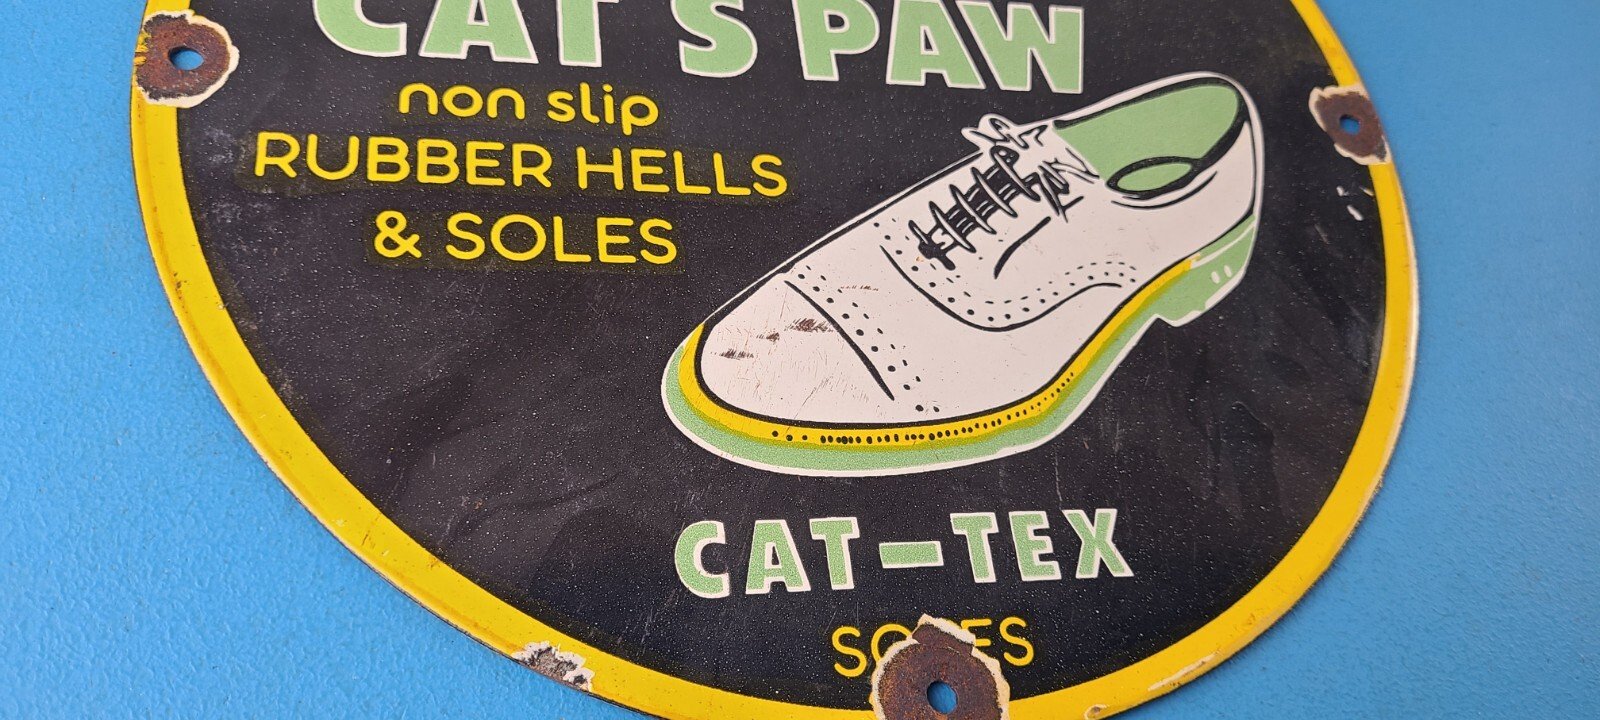 CAT'S PAW
non slip
RUBBER HELLS
& SOLES
CAT-TEX
SOLES